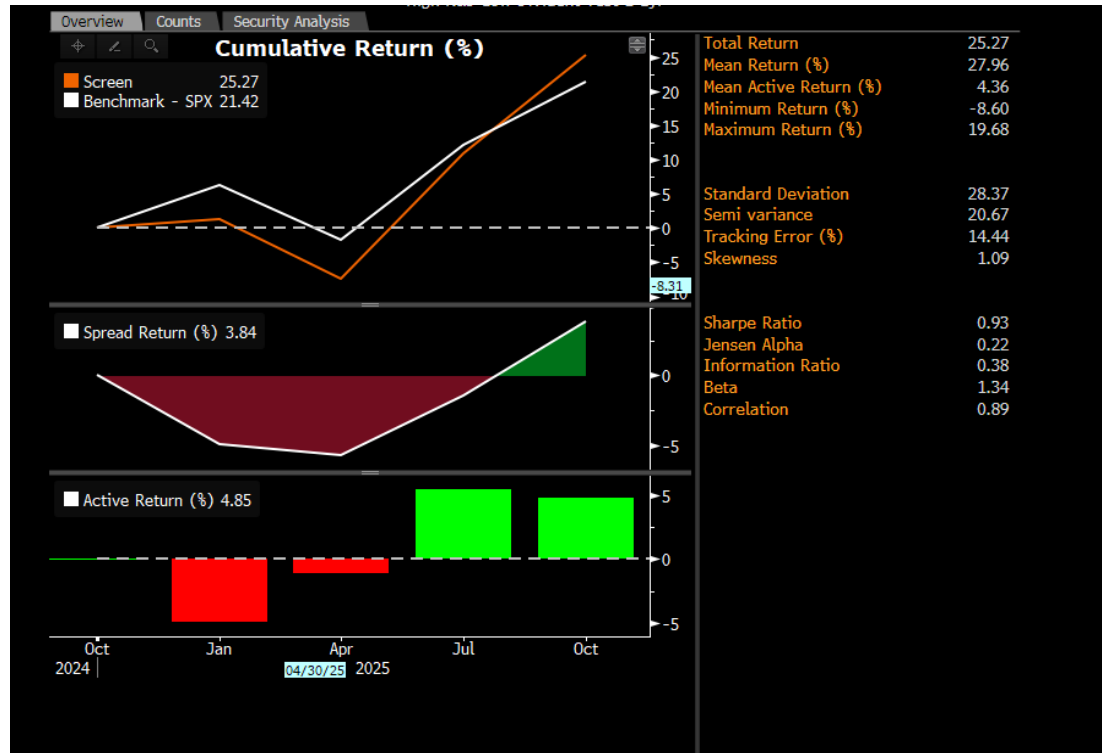 Overview Counts Security Analysis
Cumulative Return (%)
Screen 25.27
Benchmark - SPX 21.42
25
20
15
10
5
0
-5
-8.31
-10
Spread Return (%) 3.84
0
-5
Active Return (%) 4.85
5
0
-5
Oct Jan Apr Jul Oct
2024 04/30/25 2025
Total Return 25.27
Mean Return (%) 27.96
Mean Active Return (%) 4.36
Minimum Return (%) -8.60
Maximum Return (%) 19.68
Standard Deviation 28.37
Semi variance 20.67
Tracking Error (%) 14.44
Skewness 1.09
Sharpe Ratio 0.93
Jensen Alpha 0.22
Information Ratio 0.38
Beta 1.34
Correlation 0.89